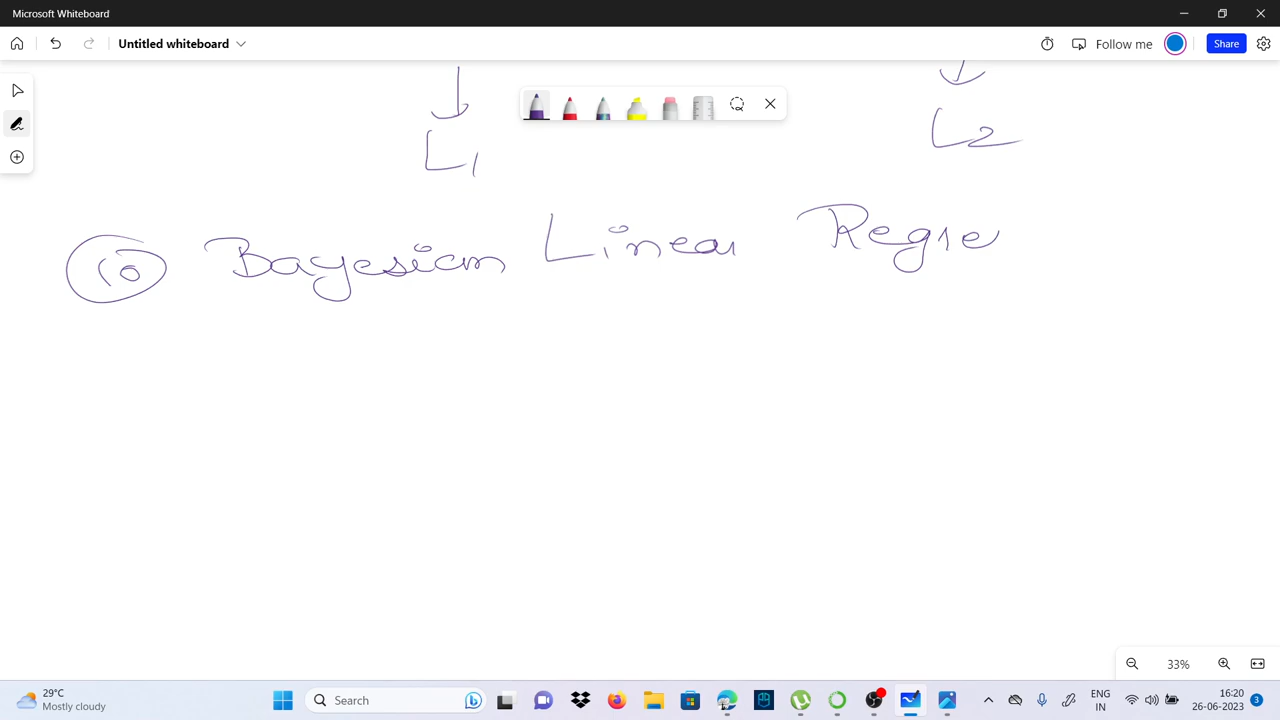 Microsoft Whiteboard
Untitled whiteboard
Follow me
Share
L1
L2
10 Bayesian Linear Regre
33%
29°C
Mostly cloudy
Search
ENG
IN
16:20
26-06-2023
3